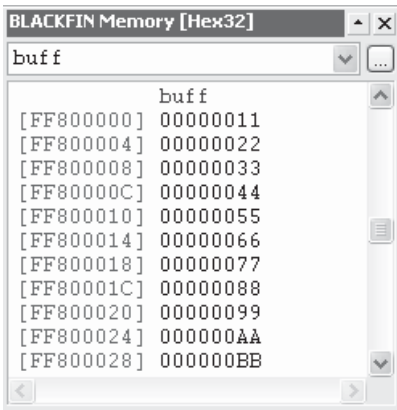 BLACKFIN Memory [Hex32]
buff
...
buff
[FF800000] 00000011
[FF800004] 00000022
[FF800008] 00000033
[FF80000C] 00000044
[FF800010] 00000055
[FF800014] 00000066
[FF800018] 00000077
[FF80001C] 00000088
[FF800020] 00000099
[FF800024] 000000AA
[FF800028] 000000BB